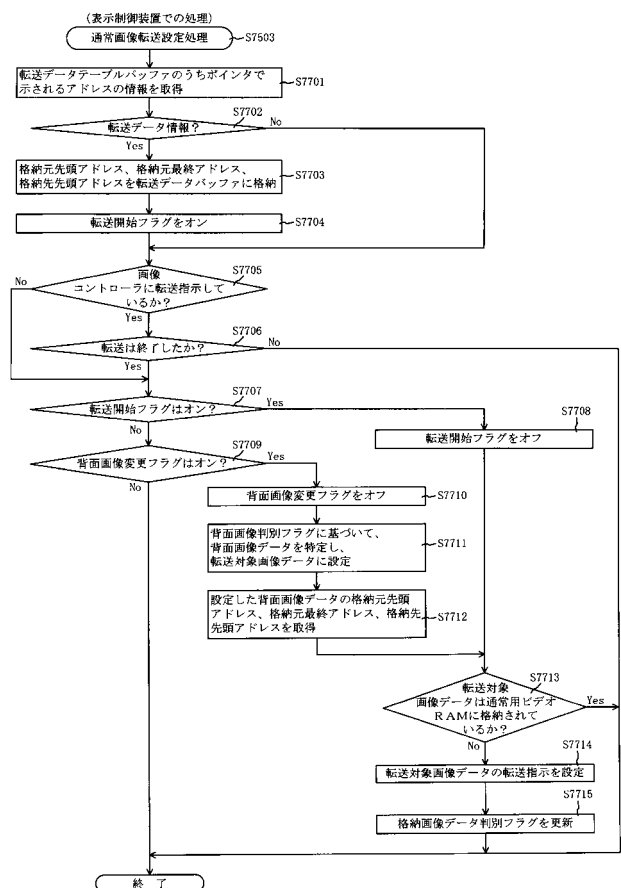 (表示制御装置での処理)
通常画像転送設定処理
S7503
転送データテーブルバッファのうちポインタで
示されるアドレスの情報を取得
S7701
S7702
転送データ情報?
No
Yes
格納元先頭アドレス、格納元最終アドレス、
格納先先頭アドレスを転送データバッファに格納
S7703
転送開始フラグをオン
S7704
S7705
画像
コントローラに転送指示して
いるか?
No
Yes
S7706
転送は終了したか?
No
Yes
S7707
転送開始フラグはオン?
Yes
No
S7708
転送開始フラグをオフ
S7709
背面画像変更フラグはオン?
Yes
No
背面画像変更フラグをオフ
S7710
背面画像判別フラグに基づいて、
背面画像データを特定し、
転送対象画像データに設定
S7711
設定した背面画像データの格納元先頭
アドレス、格納元最終アドレス、格納先
先頭アドレスを取得
S7712
S7713
転送対象
画像データは通常用ビデオ
RAMに格納されて
いるか?
Yes
No
S7714
転送対象画像データの転送指示を設定
S7715
格納画像データ判別フラグを更新
終 了